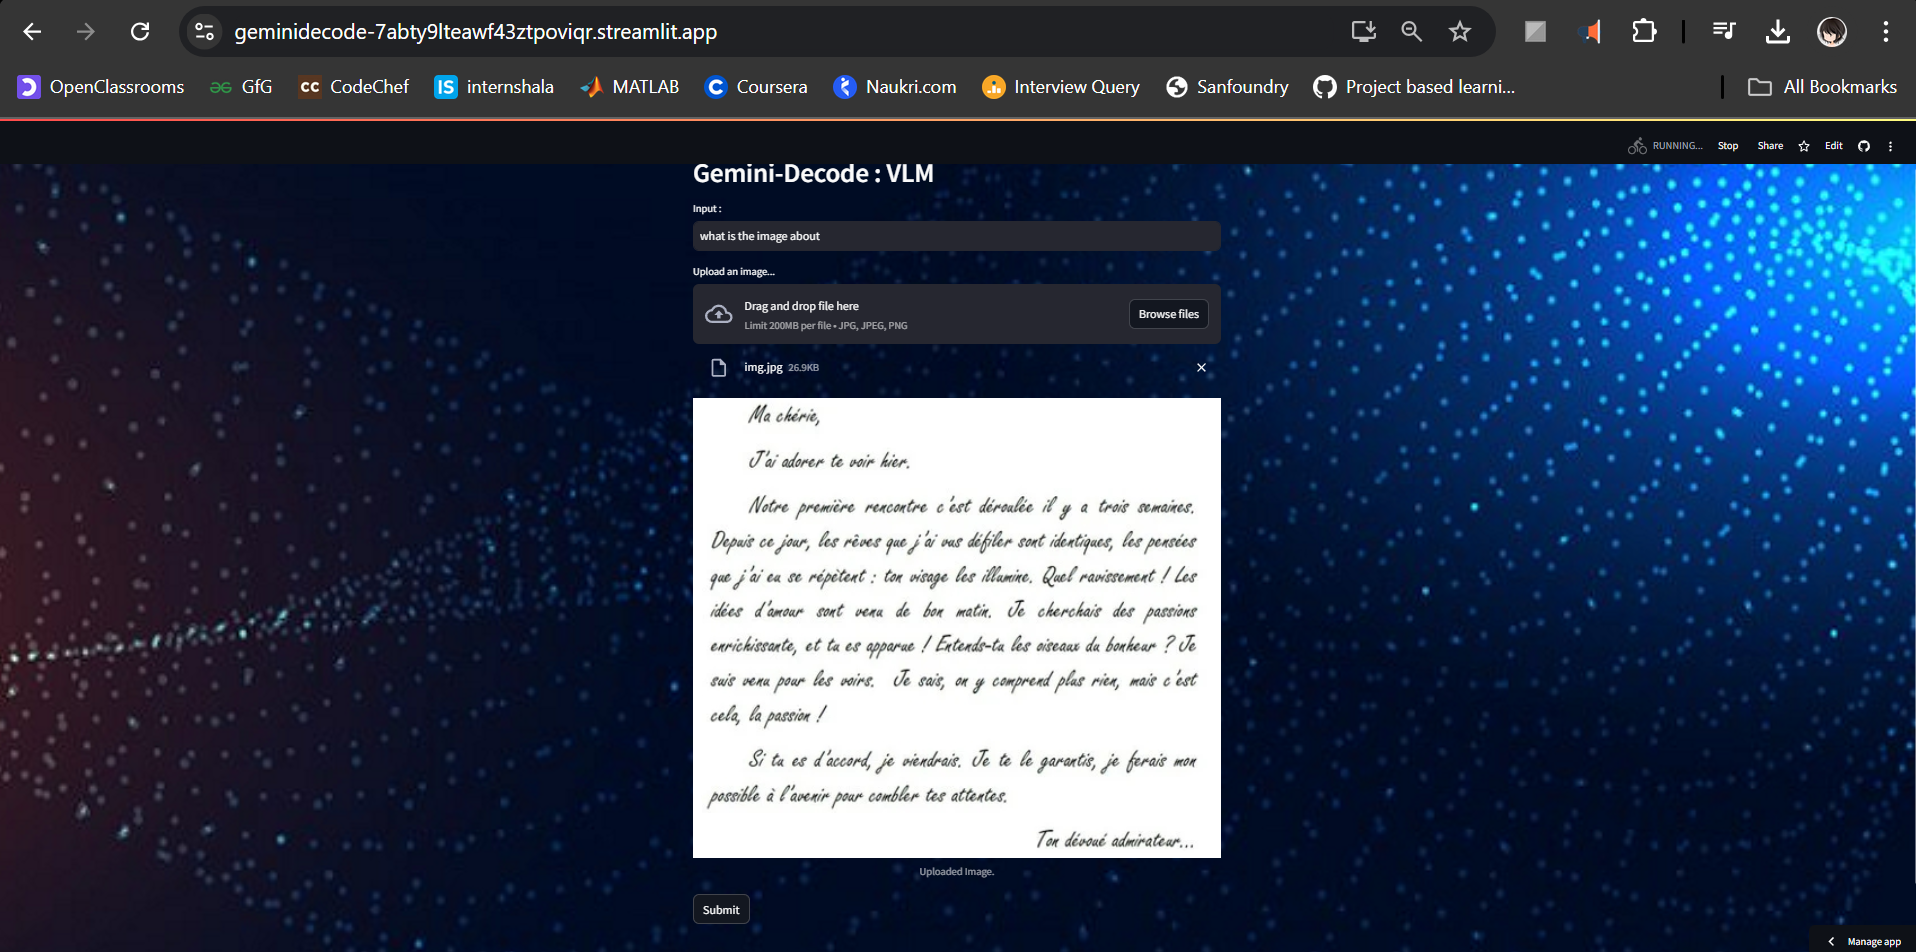 geminidecode-7abty9lteawf43ztpoviqr.streamlit.app
OpenClassrooms GfG CodeChef internshala MATLAB Coursera Naukri.com Interview Query Sanfoundry Project based learni... All Bookmarks
RUNNING... Stop Share Edit
Gemini-Decode : VLM
Input :
what is the image about
Upload an image...
Drag and drop file here
Limit 200MB per file • JPG, JPEG, PNG
Browse files
img.jpg 26.9KB
Ma chérie,
J'ai adorer te voir hier.
Notre première rencontre c'est déroulée il y a trois semaines.
Depuis ce jour, les rêves que j'ai vus défiler sont identiques, les pensées
que j'ai eu se répètent : ton visage les illumine. Quel ravissement ! Les
idées d'amour sont venu de bon matin. Je cherchais des passions
enrichissante, et tu es apparue ! Entends-tu les oiseaux du bonheur ? Je
suis venu pour les voirs. Je sais, on y comprend plus rien, mais c'est
cela, la passion !
Si tu es d'accord, je viendrais. Je te le garantis, je ferais mon
possible à l'avenir pour combler tes attentes.
Ton dévoué admirateur...
Uploaded Image.
Submit
Manage app